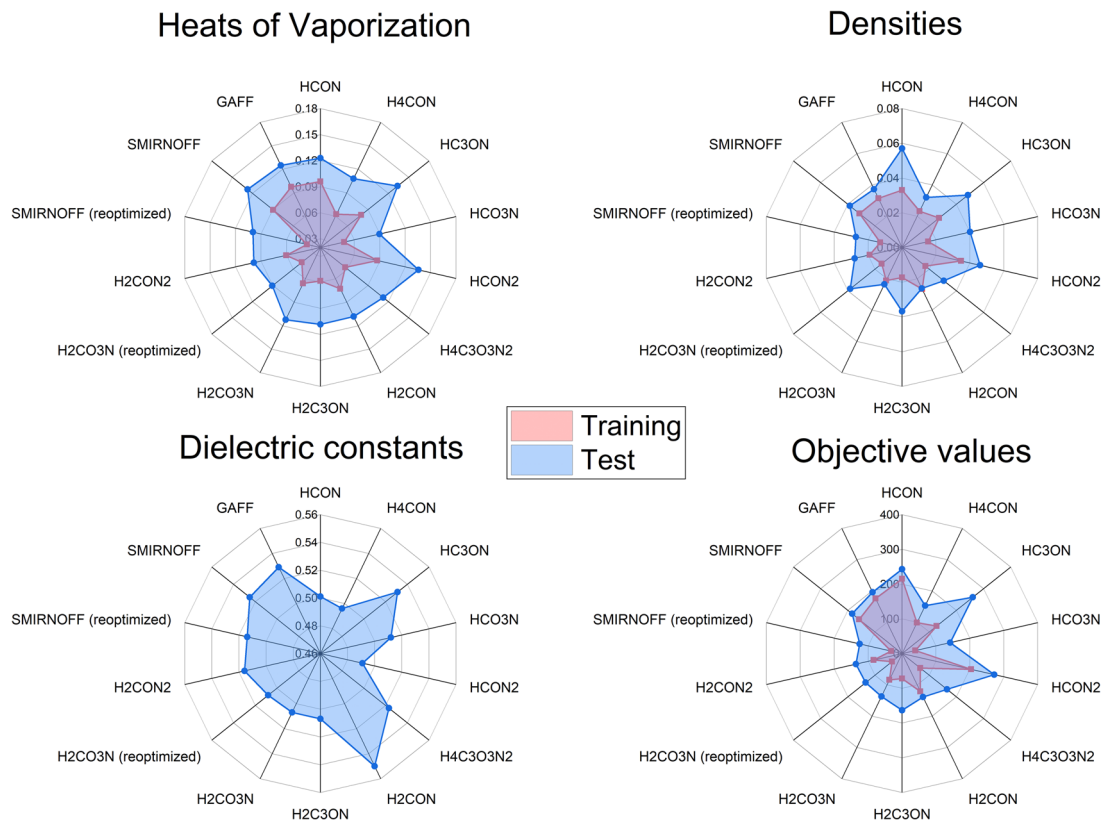 Heats of Vaporization
HCON
H4CON
HC3ON
HCO3N
HCON2
H4C3O3N2
H2CON
H2C3ON
H2CO3N
H2CO3N (reoptimized)
H2CON2
SMIRNOFF (reoptimized)
SMIRNOFF
GAFF
0.18
0.15
0.12
0.09
0.06
0.03
Densities
HCON
H4CON
HC3ON
HCO3N
HCON2
H4C3O3N2
H2CON
H2C3ON
H2CO3N
H2CO3N (reoptimized)
H2CON2
SMIRNOFF (reoptimized)
SMIRNOFF
GAFF
0.08
0.06
0.04
0.02
0.00
Training
Test
Dielectric constants
HCON
H4CON
HC3ON
HCO3N
HCON2
H4C3O3N2
H2CON
H2C3ON
H2CO3N
H2CO3N (reoptimized)
H2CON2
SMIRNOFF (reoptimized)
SMIRNOFF
GAFF
0.56
0.54
0.52
0.50
0.48
0.46
Objective values
HCON
H4CON
HC3ON
HCO3N
HCON2
H4C3O3N2
H2CON
H2C3ON
H2CO3N
H2CO3N (reoptimized)
H2CON2
SMIRNOFF (reoptimized)
SMIRNOFF
GAFF
400
300
200
100
0